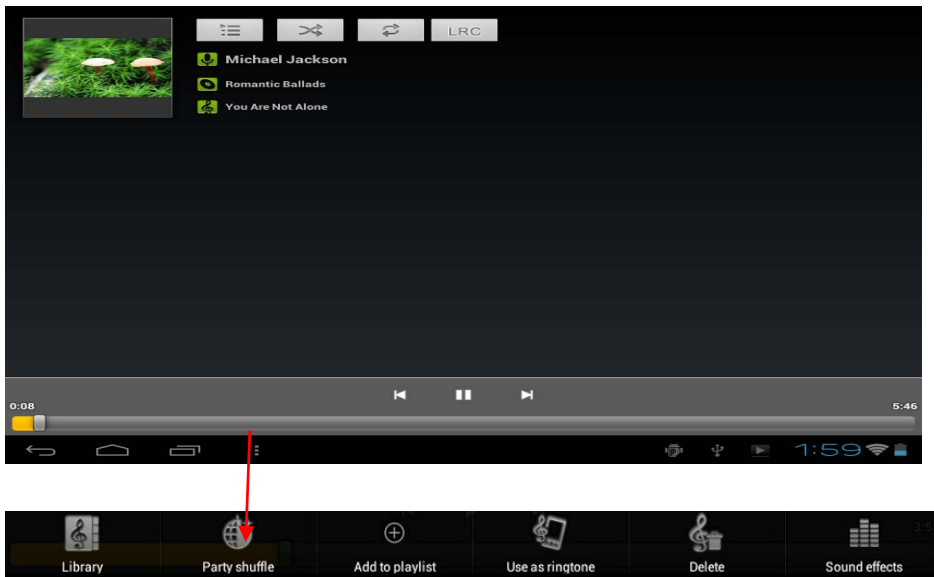 LRC
Michael Jackson
Romantic Ballads
You Are Not Alone
0:08 5:46
1:59
Library Party shuffle Add to playlist Use as ringtone Delete Sound effects